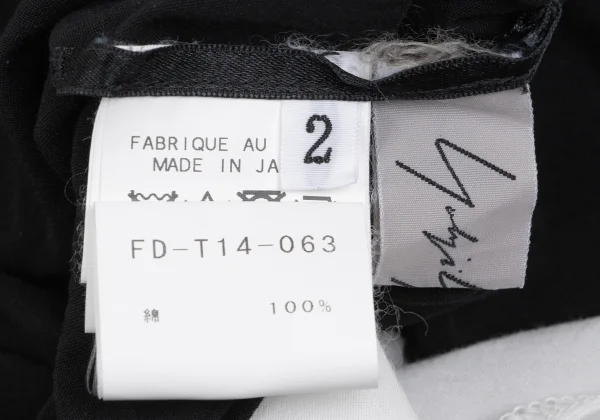 2
FABRIQUE AU
MADE IN JA
FD-T14-063
綿 100%